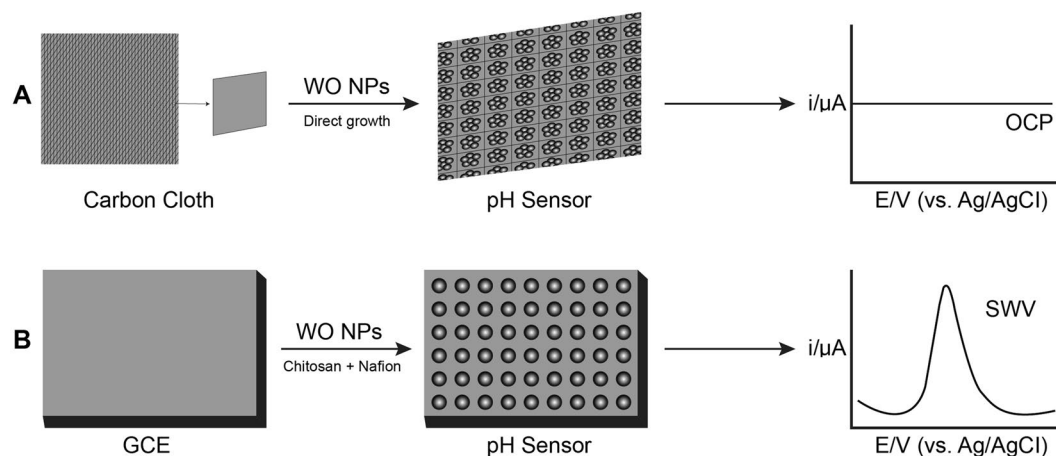 A
WO NPs
Direct growth
Carbon Cloth
pH Sensor
i/µA
OCP
E/V (vs. Ag/AgCl)
B
WO NPs
Chitosan + Nafion
GCE
pH Sensor
i/µA
SWV
E/V (vs. Ag/AgCl)